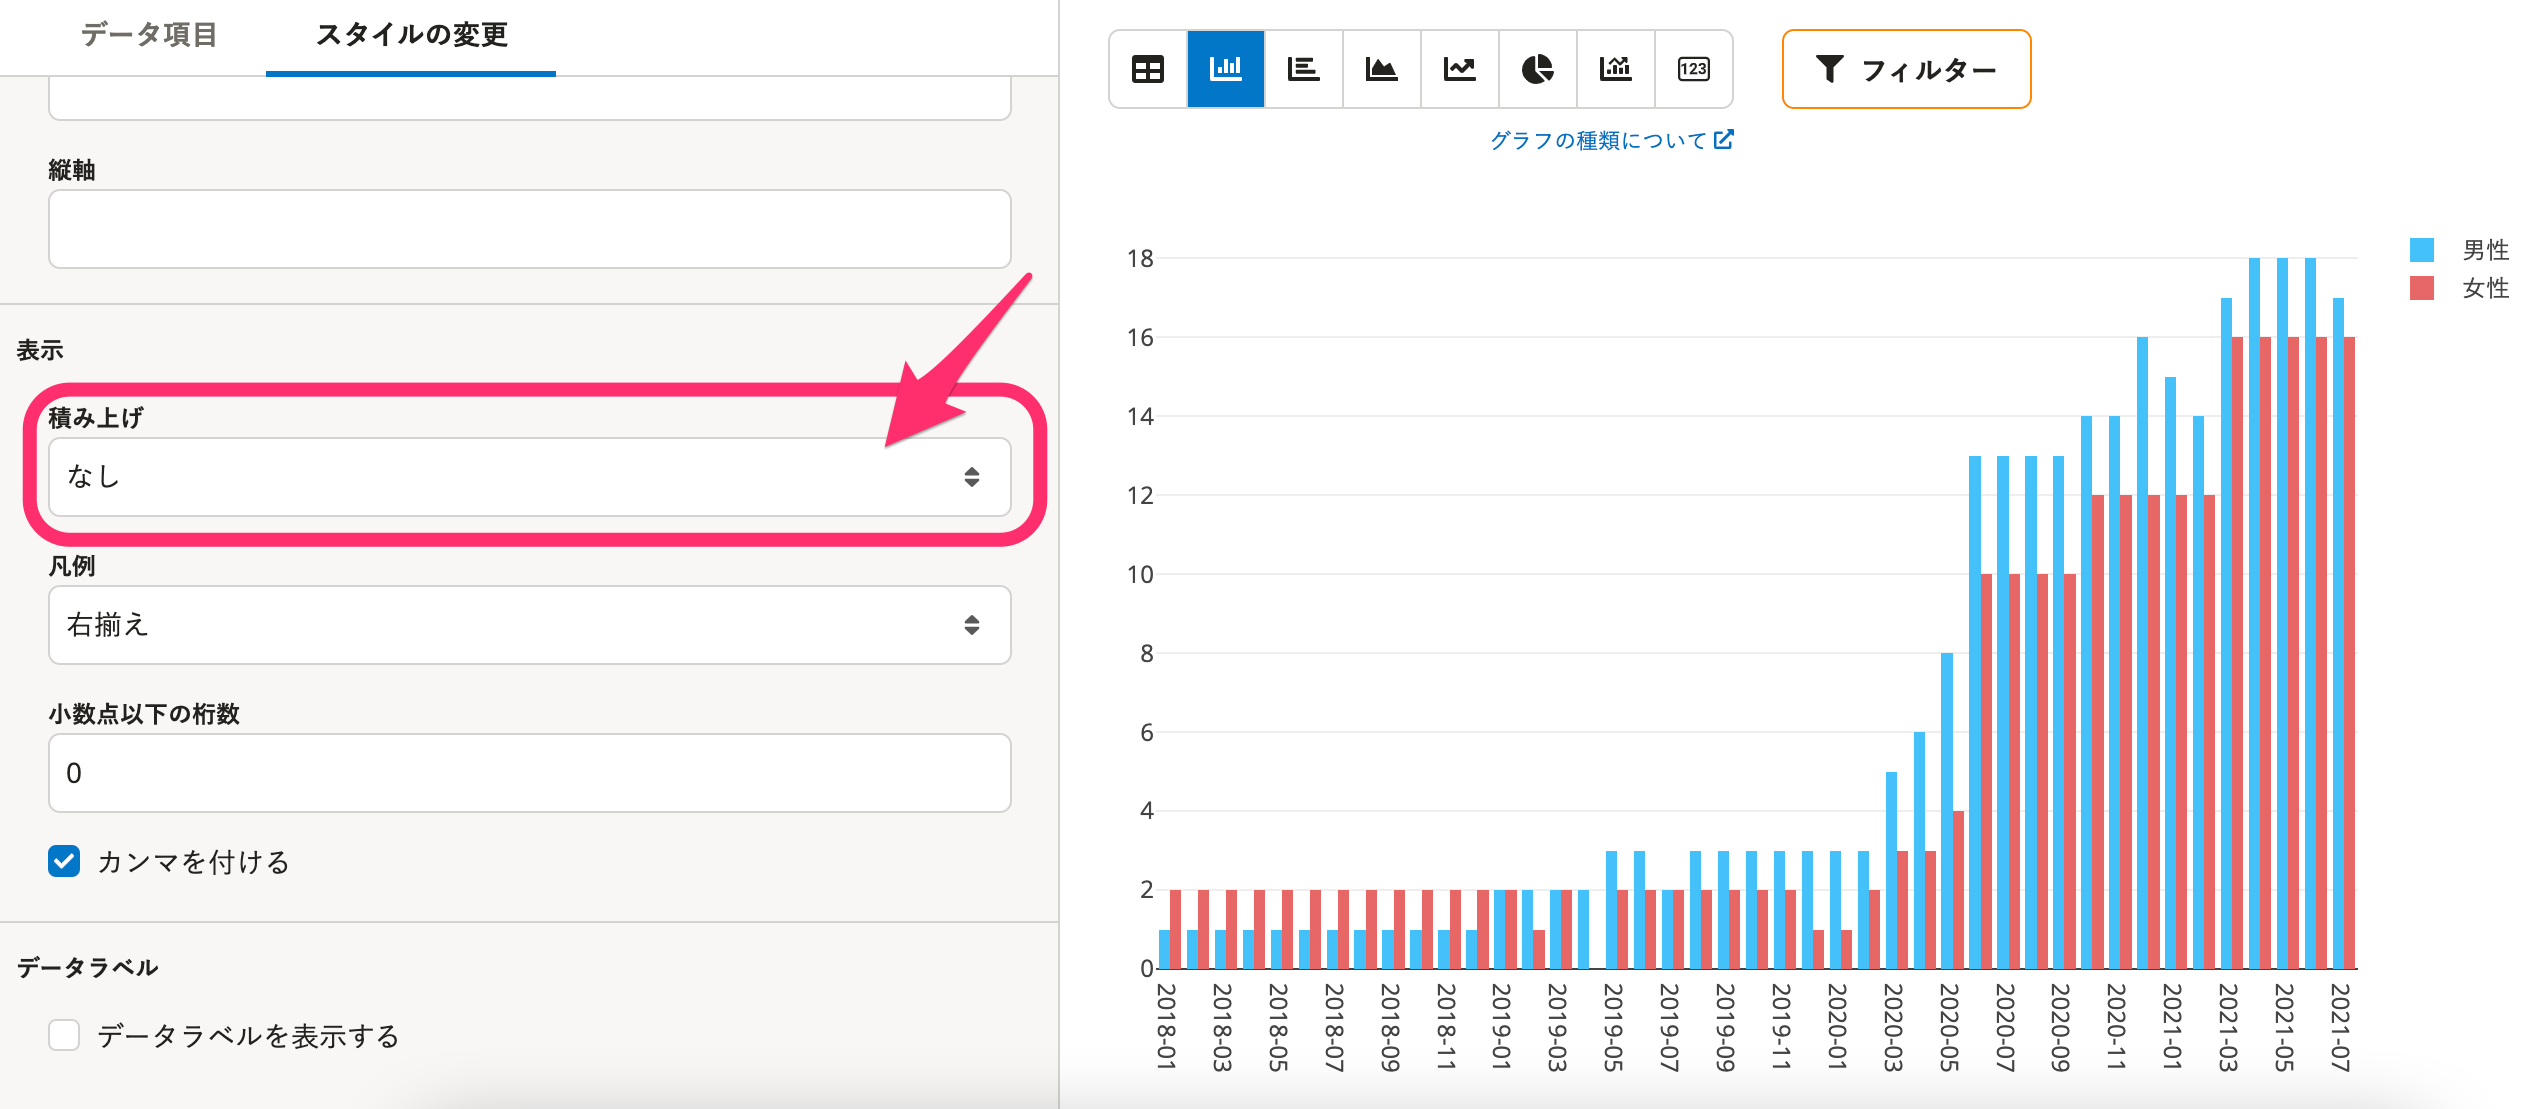 データ項目
スタイルの変更
縦軸
表示
積み上げ
なし
凡例
右揃え
小数点以下の桁数
0
カンマを付ける
データラベル
データラベルを表示する
123
フィルター
グラフの種類について
18
16
14
12
10
8
6
4
2
0
2018-01
2018-03
2018-05
2018-07
2018-09
2018-11
2019-01
2019-03
2019-05
2019-07
2019-09
2019-11
2020-01
2020-03
2020-05
2020-07
2020-09
2020-11
2021-01
2021-03
2021-05
2021-07
男性
女性